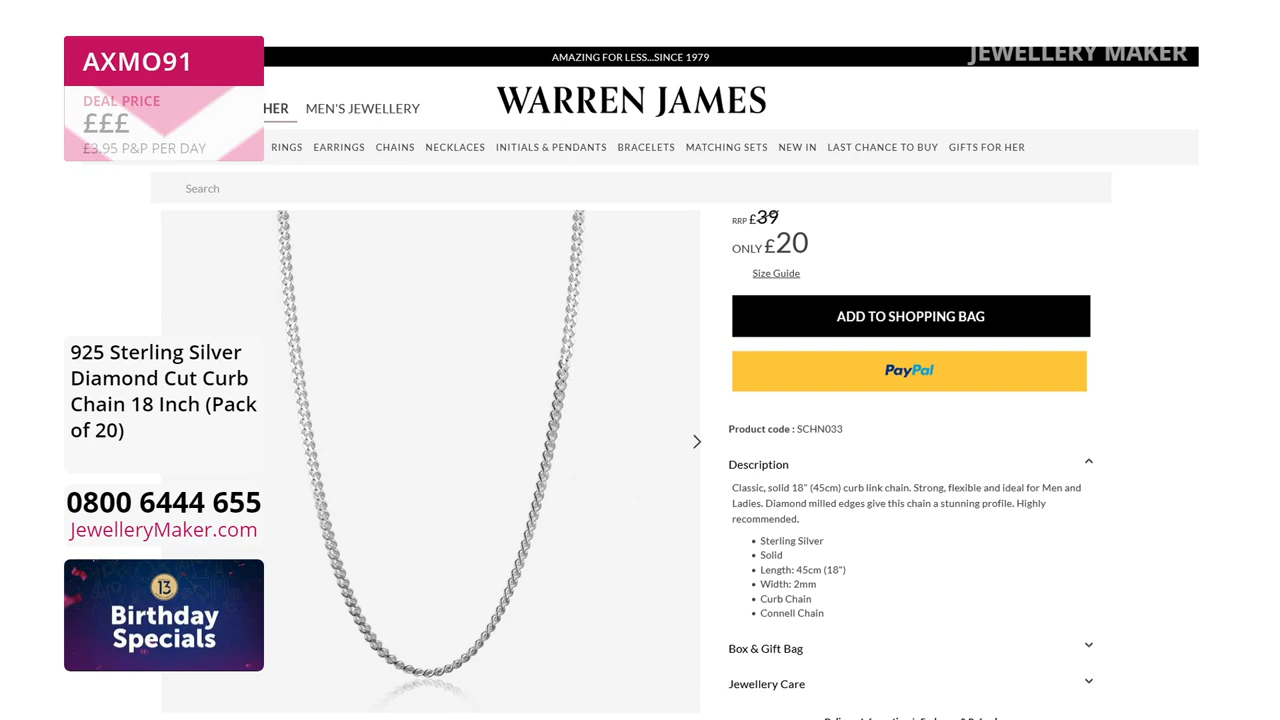 AXMO91
DEAL PRICE
£££
£3.95 P&P PER DAY
AMAZING FOR LESS...SINCE 1979
JEWELLERY MAKER
HER MEN'S JEWELLERY
WARREN JAMES
RINGS EARRINGS CHAINS NECKLACES INITIALS & PENDANTS BRACELETS MATCHING SETS NEW IN LAST CHANCE TO BUY GIFTS FOR HER
Search
RRP £39
ONLY £20
Size Guide
ADD TO SHOPPING BAG
PayPal
Product code : SCHN033
Description
Classic, solid 18" (45cm) curb link chain. Strong, flexible and ideal for Men and
Ladies. Diamond milled edges give this chain a stunning profile. Highly
recommended.
• Sterling Silver
• Solid
• Length: 45cm (18")
• Width: 2mm
• Curb Chain
• Connell Chain
Box & Gift Bag
Jewellery Care
925 Sterling Silver
Diamond Cut Curb
Chain 18 Inch (Pack
of 20)
0800 6444 655
JewelleryMaker.com
13
Birthday
Specials